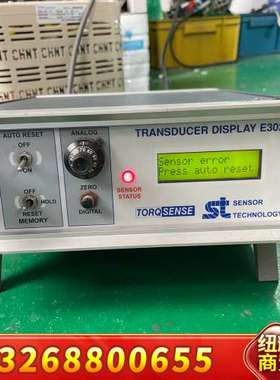 CHNT
CHNT
TRANSDUCER DISPLAY E30
AUTO RESET
OFF
ON
ANALOG
Sensor error
Press auto reset
OFF
HOLD
RESET
MEMORY
ZERO
DIGITAL
SENSOR
STATUS
TORQSENSE
st SENSOR
TECHNOLOGY
3268800655
商